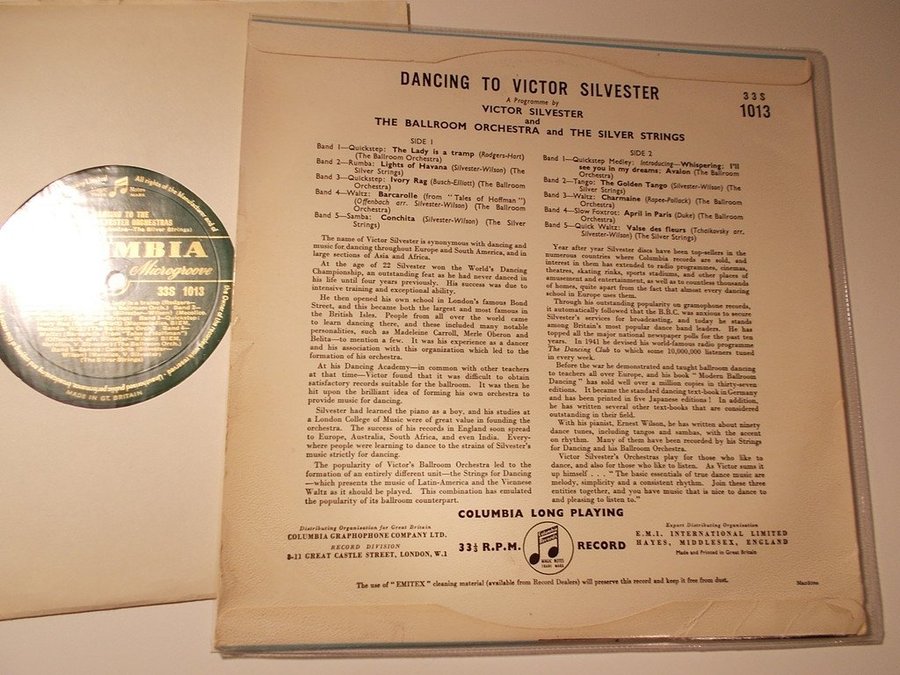 DANCING TO VICTOR SILVESTER
33S
1013
A Programme by
VICTOR SILVESTER
and
THE BALLROOM ORCHESTRA and THE SILVER STRINGS
SIDE 1
Band 1—Quickstep: The Lady is a tramp (Rodgers-Hart)
(The Ballroom Orchestra)
Band 2—Rumba: Lights of Havana (Silvester-Wilson) (The
Silver Strings)
Band 3—Quickstep: Ivory Rag (Busch-Elliott) (The Ballroom
Orchestra)
Band 4—Waltz: Barcarolle (from "Tales of Hoffman")
(Offenbach arr. Silvester-Wilson) (The Ballroom
Orchestra)
Band 5—Samba: Conchita (Silvester-Wilson) (The Silver
Strings)
The name of Victor Silvester is synonymous with dancing and
music for dancing throughout Europe and South America, and in
large sections of Asia and Africa.
At the age of 22 Silvester won the World's Dancing
Championship, an outstanding feat as he had never danced in
his life until four years previously. His success was due to
intensive training and exceptional ability.
He then opened his own school in London's famous Bond
Street, and this became both the largest and most famous in
the British Isles. People from all over the world came
to learn dancing there, and these included many notable
personalities, such as Madeleine Carroll, Merle Oberon and
Belita—to mention a few. It was his experience as a dancer
and his association with this organization which led to the
formation of his orchestra.
At his Dancing Academy—in common with other teachers
at that time—Victor found that it was difficult to obtain
satisfactory records suitable for the ballroom. It was then he
hit upon the brilliant idea of forming his own orchestra to
provide music for dancing.
Silvester had learned the piano as a boy, and his studies at
a London College of Music were of great value in founding the
orchestra. The success of his records in England soon spread
to Europe, Australia, South Africa, and even India. Every-
where people were learning to dance to the strains of Silvester's
music strictly for dancing.
The popularity of Victor's Ballroom Orchestra led to the
formation of an entirely different unit—the Strings for Dancing
—which presents the music of Latin-America and the Viennese
Waltz as it should be played. This combination has emulated
the popularity of its ballroom counterpart.
SIDE 2
Band 1—Quickstep Medley: Introducing—Whispering; I'll
see you in my dreams; Avalon (The Ballroom
Orchestra)
Band 2—Tango: The Golden Tango (Silvester-Wilson) (The
Silver Strings)
Band 3—Waltz: Charmaine (Rapee-Pollack) (The Ballroom
Orchestra)
Band 4—Slow Foxtrot: April in Paris (Duke) (The Ballroom
Orchestra)
Band 5—Quick Waltz: Valse des fleurs (Tchaikovsky arr.
Silvester-Wilson) (The Silver Strings)
Year after year Silvester discs have been top-sellers in the
numerous countries where Columbia records are sold, and
interest in them has extended to radio programmes, cinemas,
theatres, skating rinks, sports stadiums, and other places of
amusement and entertainment, as well as to countless thousands
of homes, quite apart from the fact that almost every dancing
school in Europe uses them.
Through his outstanding popularity on gramophone records,
it automatically followed that the B.B.C. was anxious to secure
Silvester's services for broadcasting, and today he stands
among Britain's most popular dance band leaders. He has
topped all the major national newspaper polls for the past ten
years. In 1941 he devised his world-famous radio programme
The Dancing Club to which some 10,000,000 listeners tuned
in every week.
Before the war he demonstrated and taught ballroom dancing
to teachers all over Europe, and his book "Modern Ballroom
Dancing" has sold well over a million copies in thirty-seven
editions. It became the standard dancing text-book in Germany
and has been printed in five Japanese editions! In addition,
he has written several other text-books that are considered
outstanding in their field.
With his pianist, Ernest Wilson, he has written about ninety
dance tunes, including tangos and sambas, with the accent
on rhythm. Many of them have been recorded by his Strings
for Dancing and his Ballroom Orchestra.
Victor Silvester's Orchestras play for those who like to
dance, and also for those who like to listen. As Victor sums it
up himself . . . "The basic essentials of true dance music are
melody, simplicity and a consistent rhythm. Join these three
entities together, and you have music that is nice to dance to
and pleasing to listen to."
COLUMBIA LONG PLAYING
33⅓ R.P.M.
RECORD
MAGIC NOTES
TRADE MARK
Distributing Organisation for Great Britain
COLUMBIA GRAPHOPHONE COMPANY LTD.
RECORD DIVISION
8-11 GREAT CASTLE STREET, LONDON, W.1
Export Distributing Organisation
E.M.I. INTERNATIONAL LIMITED
HAYES, MIDDLESEX, ENGLAND
Made and Printed in Great Britain
The use of "EMITEX" cleaning material (available from Record Dealers) will preserve this record and keep it free from dust.
UMBIA
Microgroove
33S 1013
(The Silver Strings)
MADE IN GT. BRITAIN